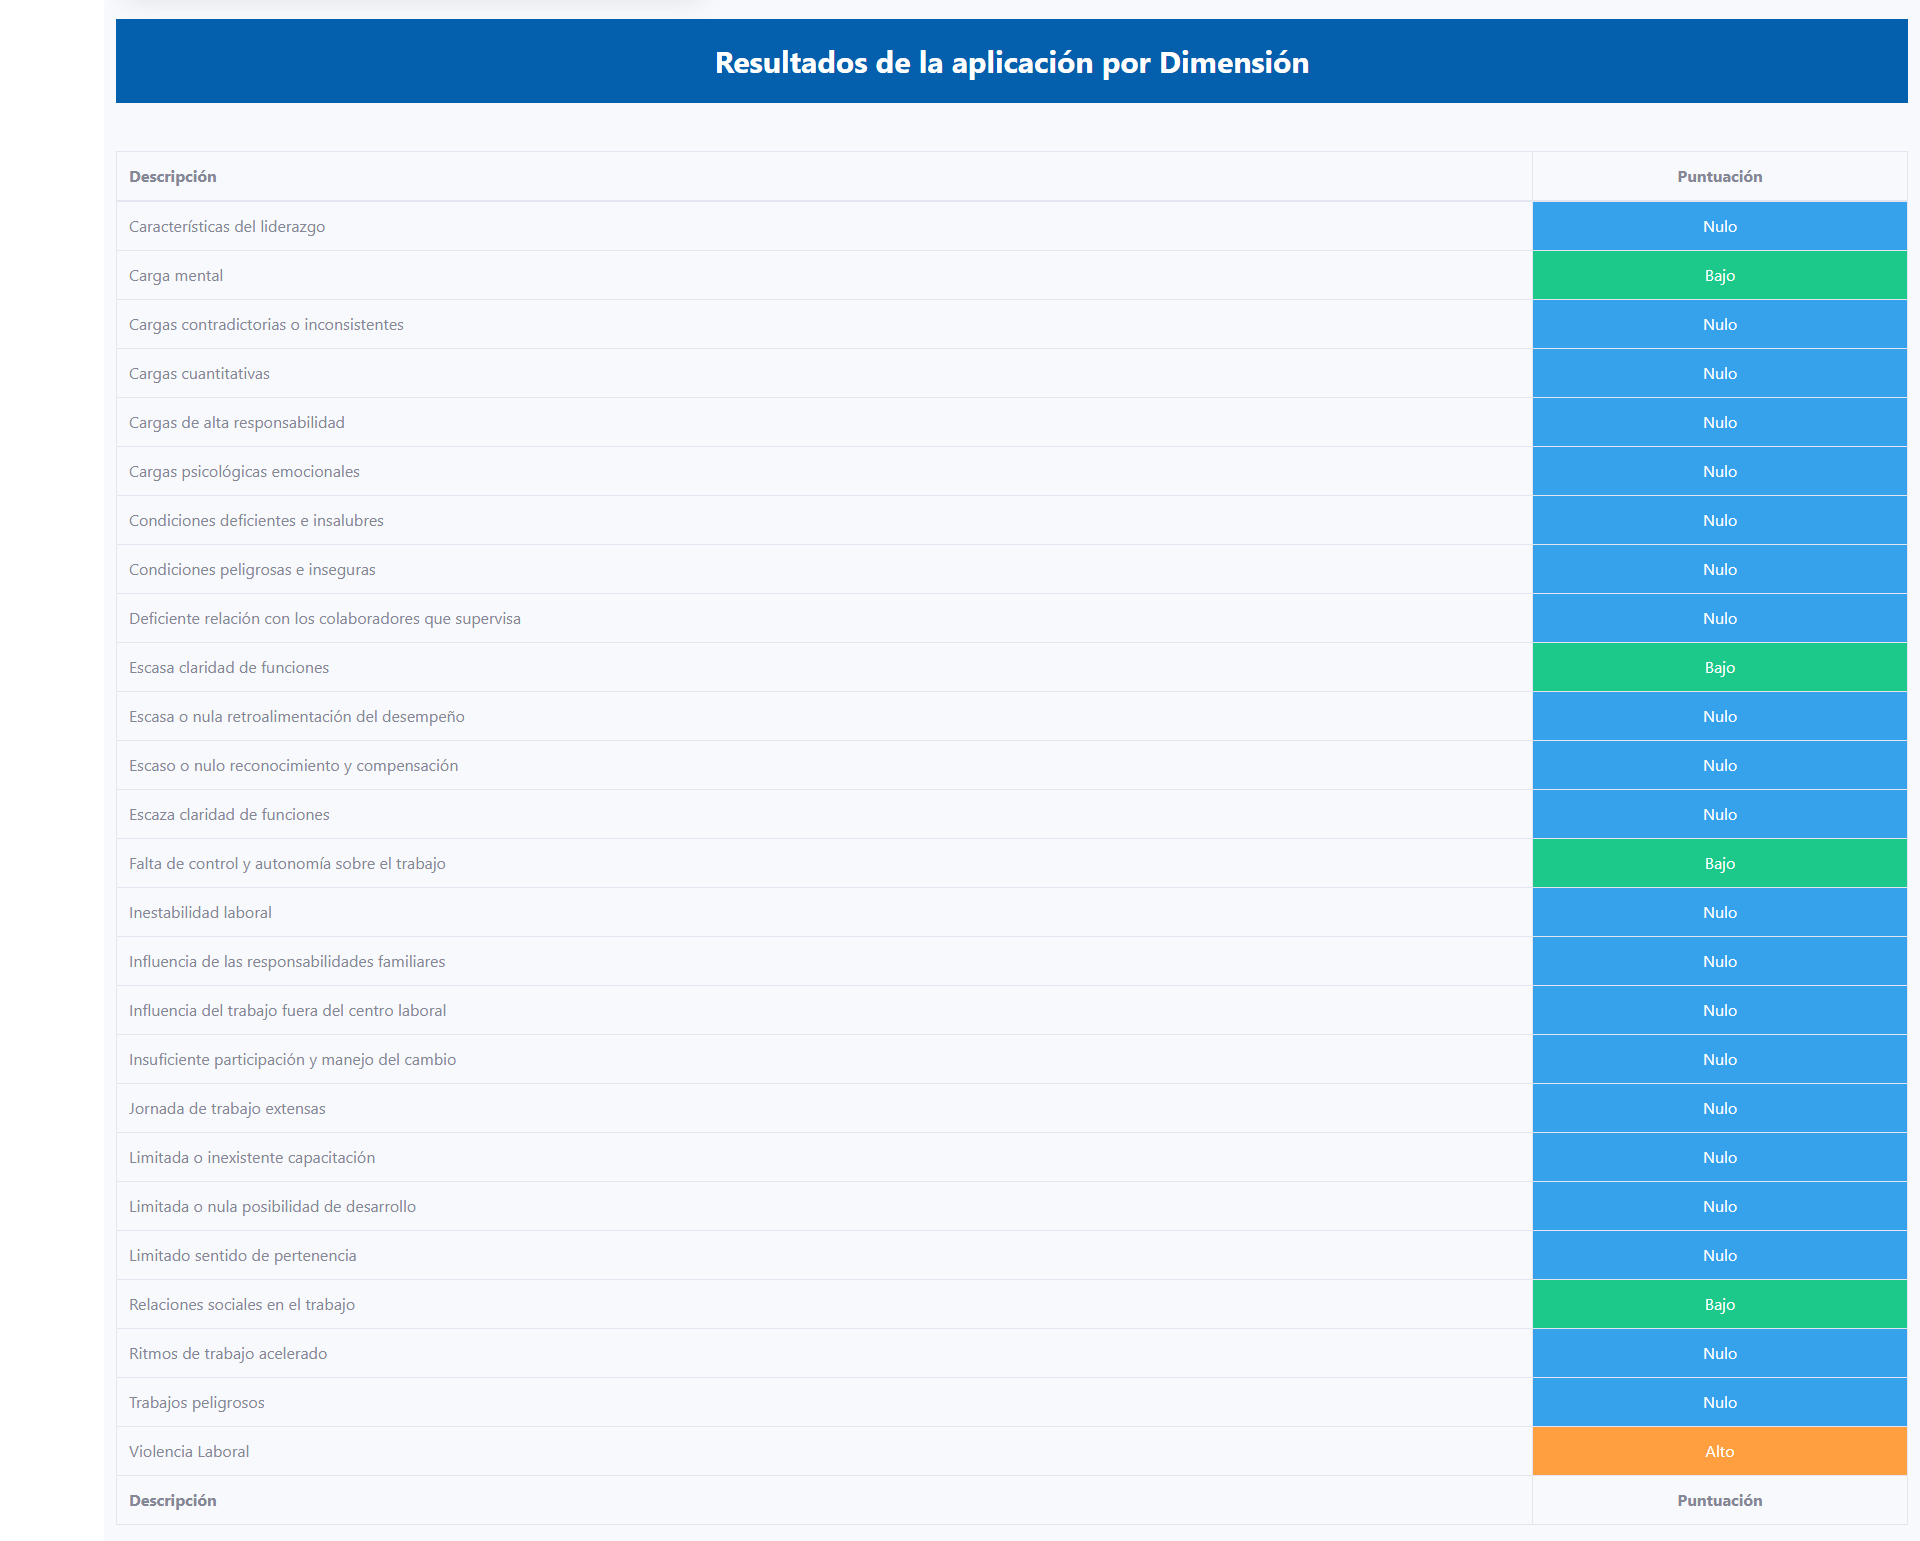 Resultados de la aplicación por Dimensión
Descripción Puntuación
Características del liderazgo Nulo
Carga mental Bajo
Cargas contradictorias o inconsistentes Nulo
Cargas cuantitativas Nulo
Cargas de alta responsabilidad Nulo
Cargas psicológicas emocionales Nulo
Condiciones deficientes e insalubres Nulo
Condiciones peligrosas e inseguras Nulo
Deficiente relación con los colaboradores que supervisa Nulo
Escasa claridad de funciones Bajo
Escasa o nula retroalimentación del desempeño Nulo
Escaso o nulo reconocimiento y compensación Nulo
Escaza claridad de funciones Nulo
Falta de control y autonomía sobre el trabajo Bajo
Inestabilidad laboral Nulo
Influencia de las responsabilidades familiares Nulo
Influencia del trabajo fuera del centro laboral Nulo
Insuficiente participación y manejo del cambio Nulo
Jornada de trabajo extensas Nulo
Limitada o inexistente capacitación Nulo
Limitada o nula posibilidad de desarrollo Nulo
Limitado sentido de pertenencia Nulo
Relaciones sociales en el trabajo Bajo
Ritmos de trabajo acelerado Nulo
Trabajos peligrosos Nulo
Violencia Laboral Alto
Descripción Puntuación